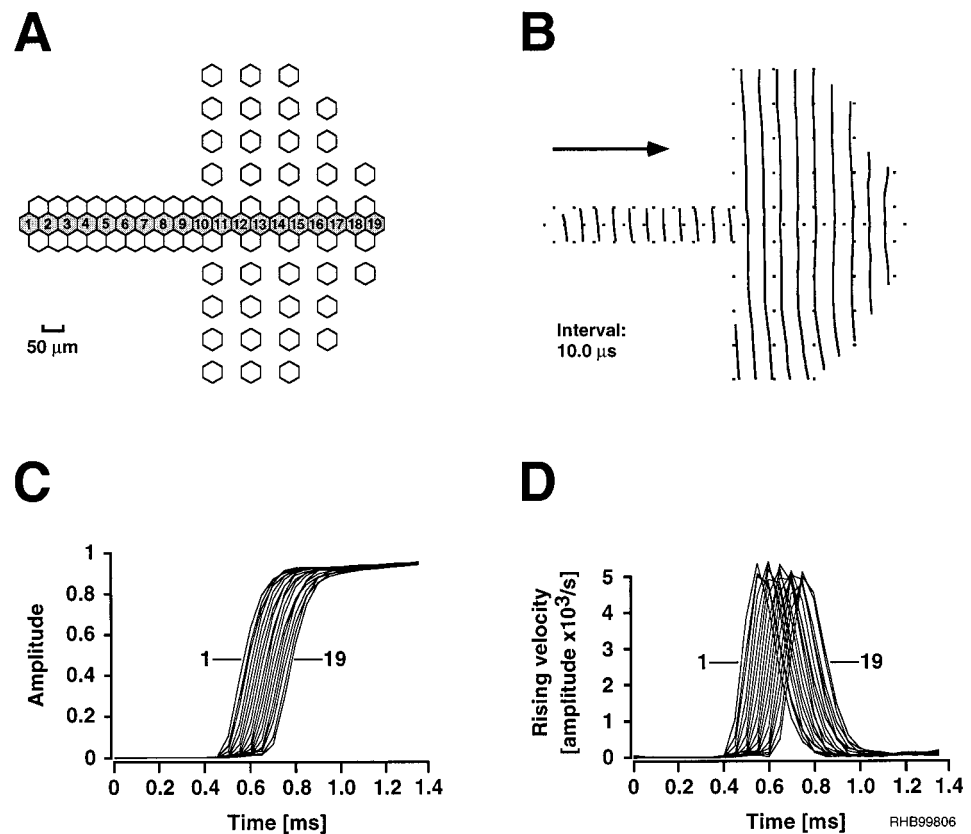 A
1 2 3 4 5 6 7 8 9 10 11 12 13 14 15 16 17 18 19
50 μm
B
Interval:
10.0 μs
C
Amplitude
1
0.8
0.6
0.4
0.2
0
1
19
0 0.2 0.4 0.6 0.8 1.0 1.2 1.4
Time [ms]
D
Rising velocity
[amplitude x10³/s]
5
4
3
2
1
0
1
19
0 0.2 0.4 0.6 0.8 1.0 1.2 1.4
Time [ms]
RHB99806